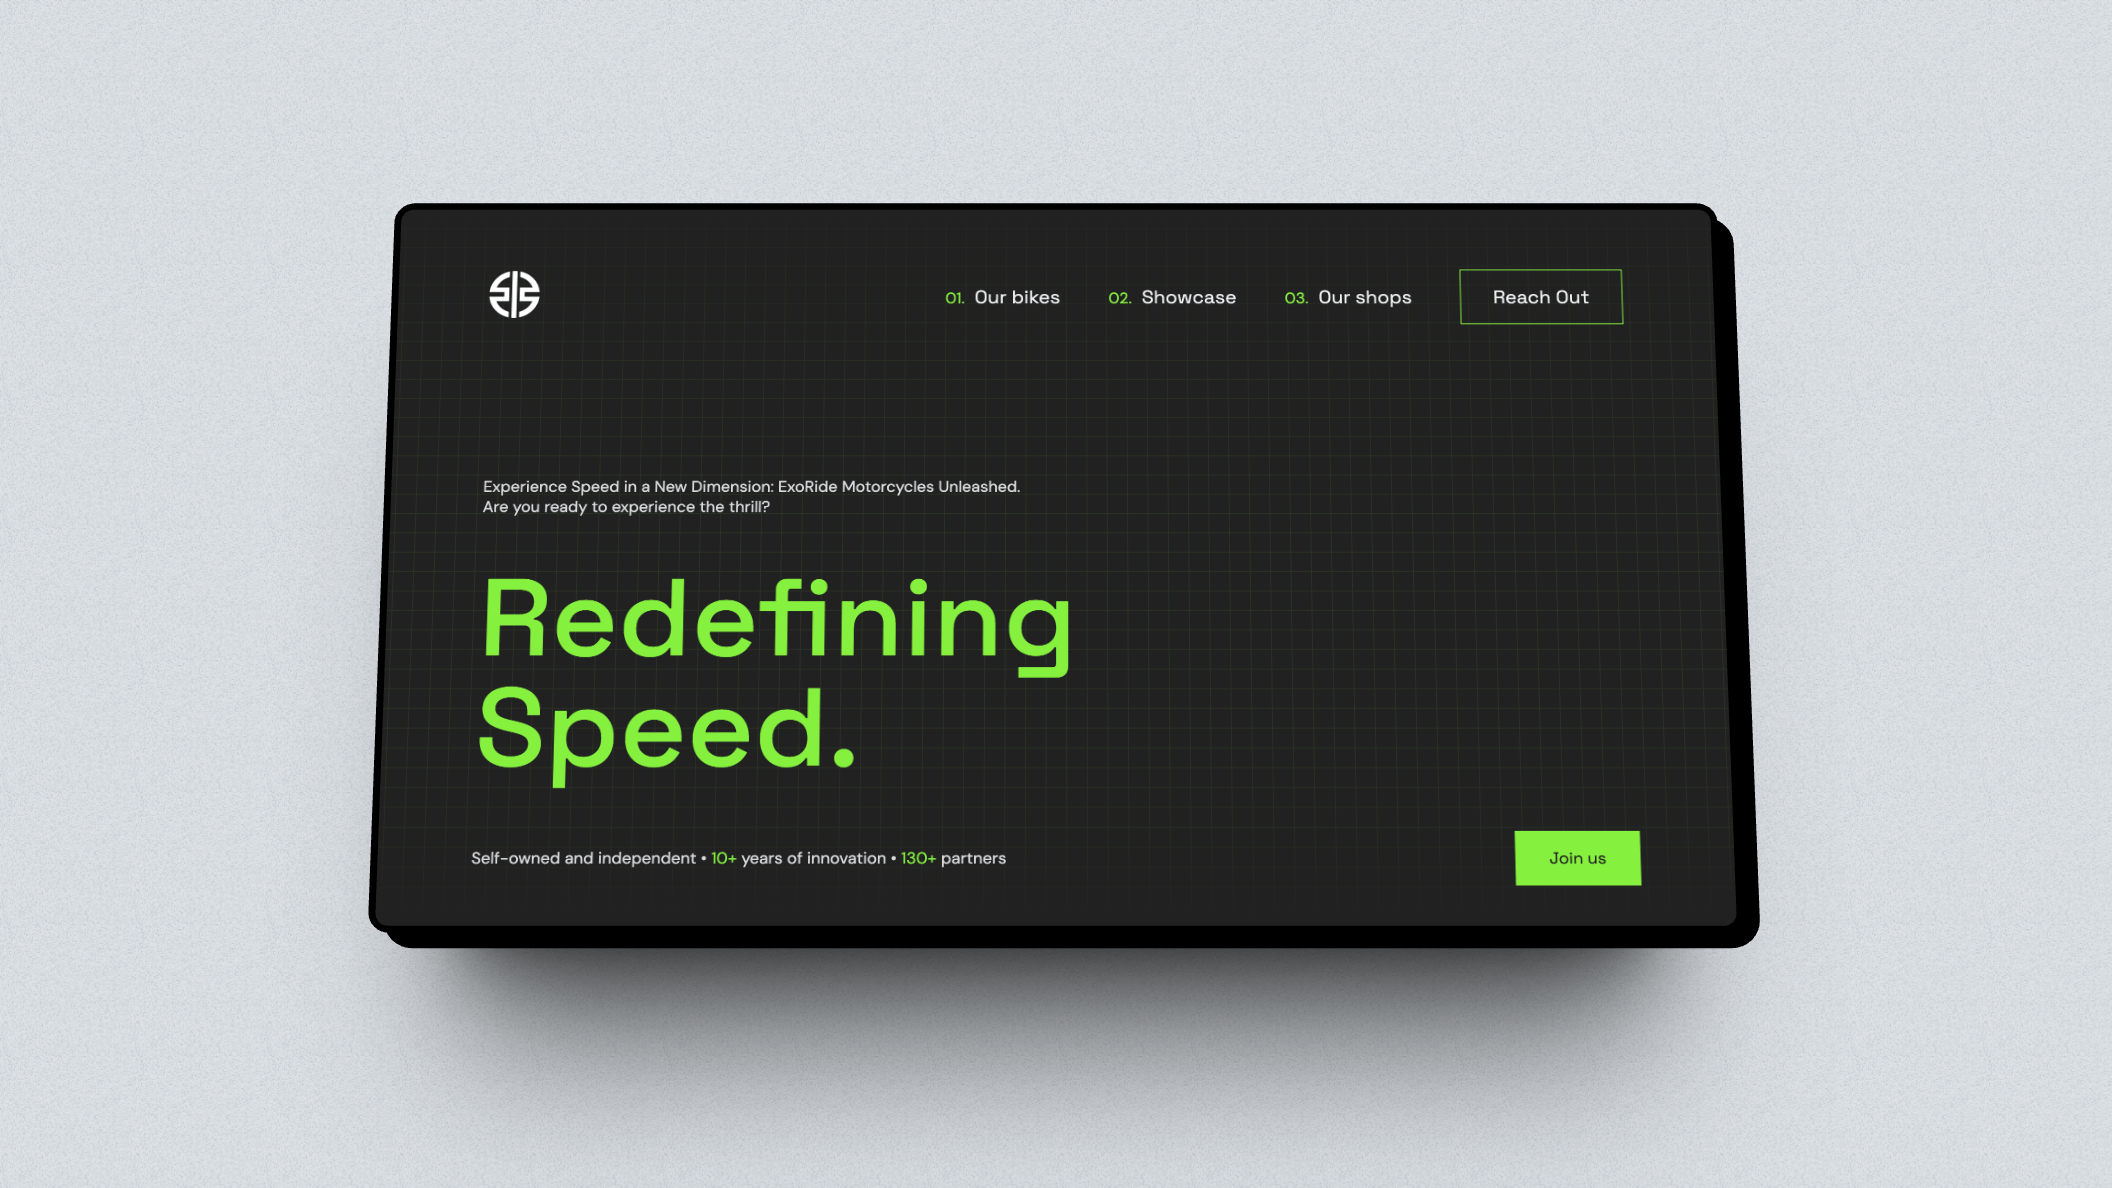 01. Our bikes 02. Showcase 03. Our shops Reach Out
Experience Speed in a New Dimension: ExoRide Motorcycles Unleashed.
Are you ready to experience the thrill?
Redefining
Speed.
Self-owned and independent • 10+ years of innovation • 130+ partners
Join us